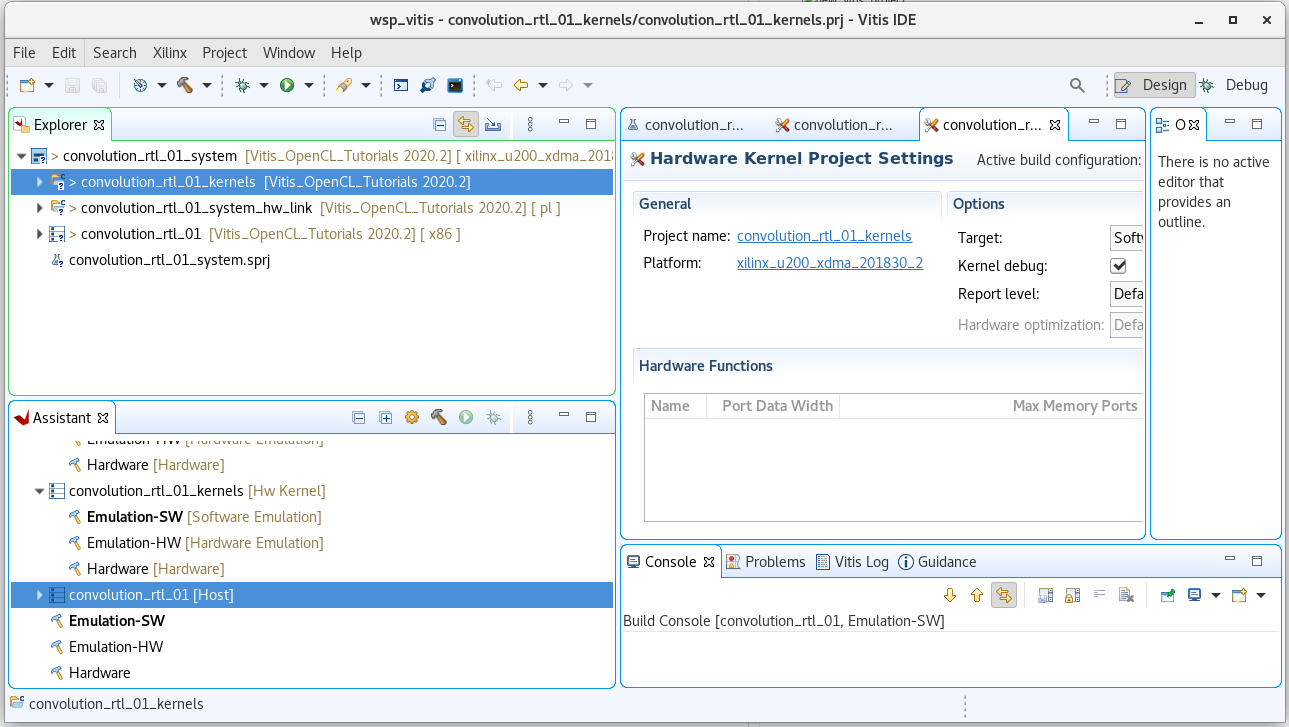 wsp_vitis - convolution_rtl_01_kernels/convolution_rtl_01_kernels.prj - Vitis IDE
File Edit Search Xilinx Project Window Help
Design Debug
Explorer
> convolution_rtl_01_system [Vitis_OpenCL_Tutorials 2020.2] [ xilinx_u200_xdma_2018
> convolution_rtl_01_kernels [Vitis_OpenCL_Tutorials 2020.2]
> convolution_rtl_01_system_hw_link [Vitis_OpenCL_Tutorials 2020.2] [ pl ]
> convolution_rtl_01 [Vitis_OpenCL_Tutorials 2020.2] [ x86 ]
convolution_rtl_01_system.sprj
Assistant
Emulation-HW [Hardware Emulation]
Hardware [Hardware]
convolution_rtl_01_kernels [Hw Kernel]
Emulation-SW [Software Emulation]
Emulation-HW [Hardware Emulation]
Hardware [Hardware]
convolution_rtl_01 [Host]
Emulation-SW
Emulation-HW
Hardware
convolution_r... convolution_r... convolution_r...
Hardware Kernel Project Settings Active build configuration:
General
Project name: convolution_rtl_01_kernels
Platform: xilinx_u200_xdma_201830_2
Options
Target: Softw
Kernel debug:
Report level: Defa
Hardware optimization: Defa
Hardware Functions
Name Port Data Width Max Memory Ports
O
There is no active
editor that
provides an
outline.
Console Problems Vitis Log Guidance
Build Console [convolution_rtl_01, Emulation-SW]
convolution_rtl_01_kernels